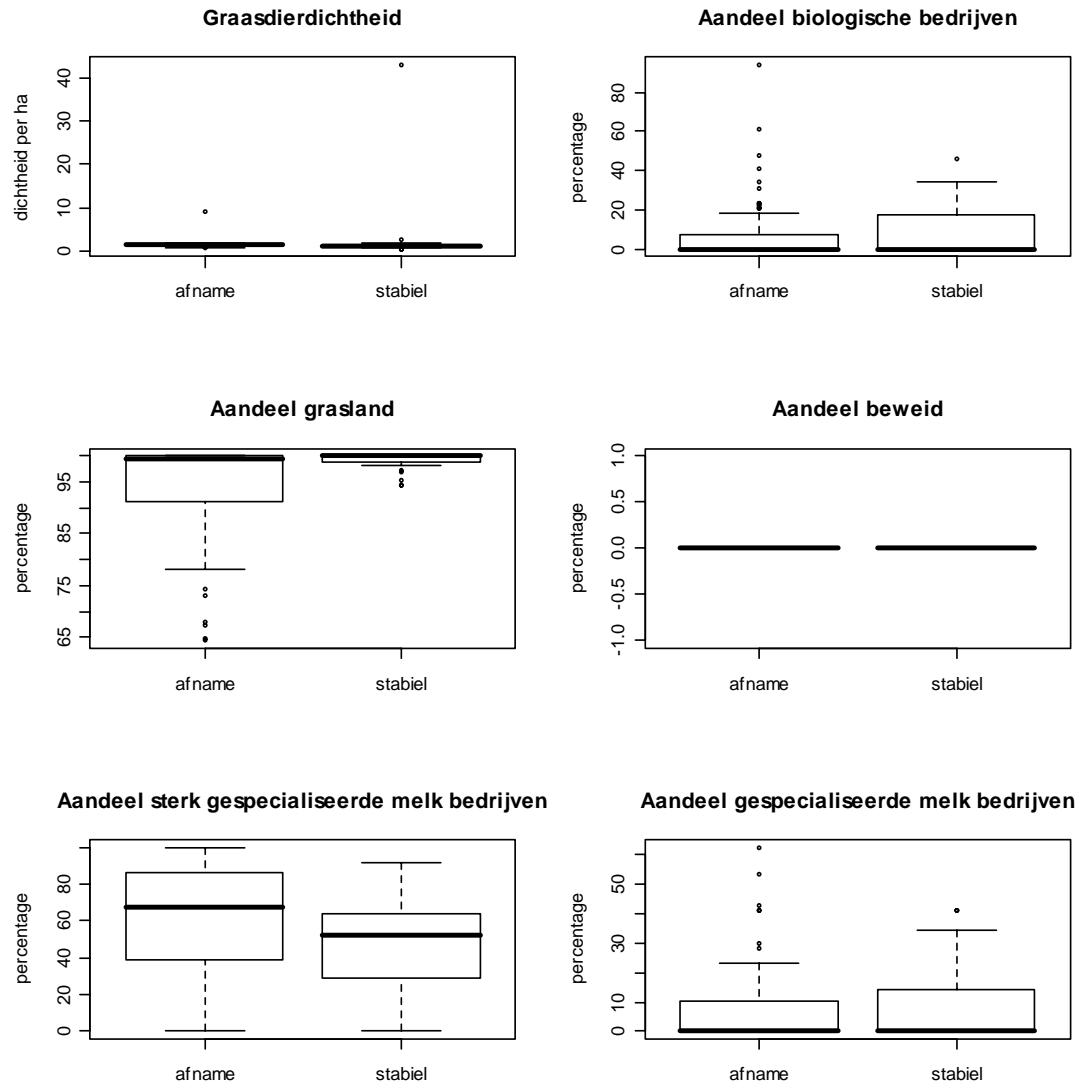 Graasdierdichtheid
dichtheid per ha
40
30
20
10
0
afname
stabiel
Aandeel biologische bedrijven
percentage
80
60
40
20
0
afname
stabiel
Aandeel grasland
percentage
95
85
75
65
afname
stabiel
Aandeel beweid
percentage
1.0
0.5
0.0
-0.5
-1.0
afname
stabiel
Aandeel sterk gespecialiseerde melk bedrijven
percentage
80
60
40
20
0
afname
stabiel
Aandeel gespecialiseerde melk bedrijven
percentage
50
30
10
0
afname
stabiel